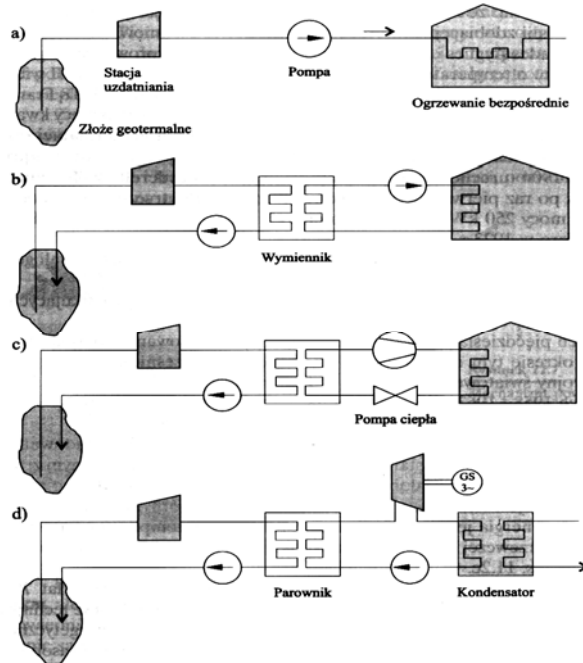 a)
Stacja
uzdatniania
Pompa
Ogrzewanie bezpośrednie
Złoże geotermalne
b)
Wymiennik
c)
Pompa ciepła
GS
3~
d)
Parownik
Kondensator